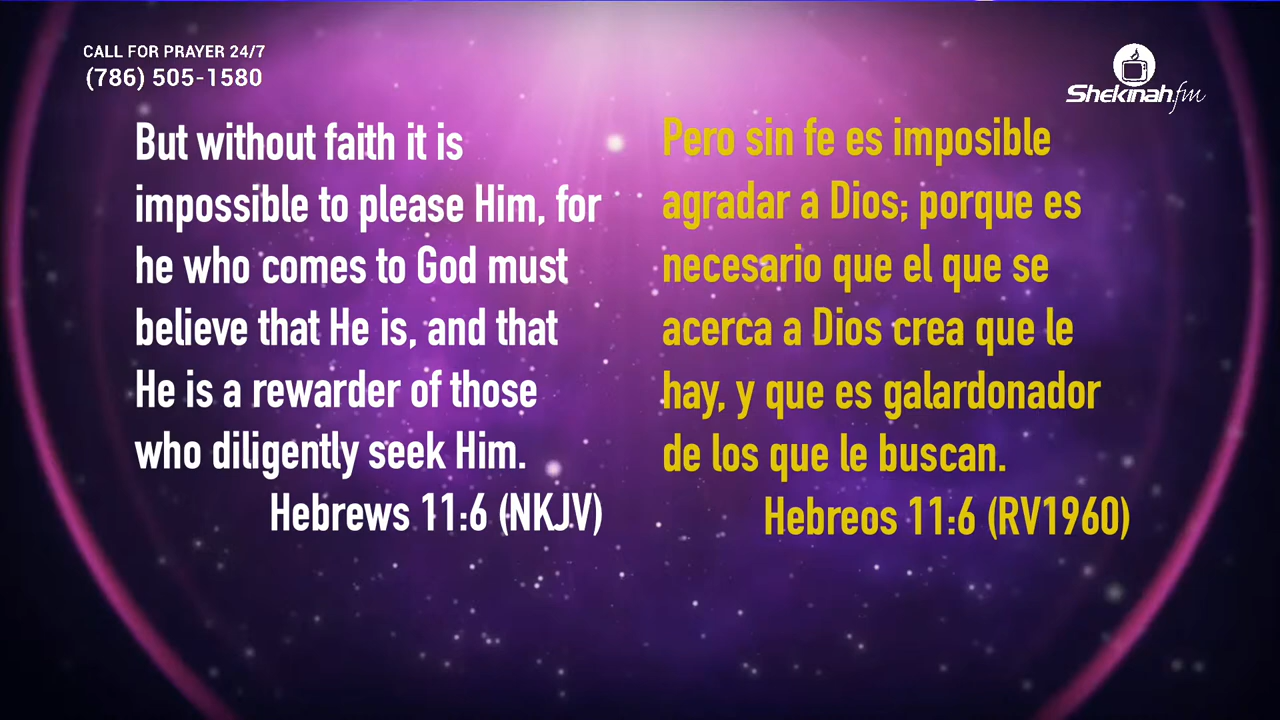 CALL FOR PRAYER 24/7
(786) 505-1580
Shekinah.fm
But without faith it is
impossible to please Him, for
he who comes to God must
believe that He is, and that
He is a rewarder of those
who diligently seek Him.
Hebrews 11:6 (NKJV)
Pero sin fe es imposible
agradar a Dios; porque es
necesario que el que se
acerca a Dios crea que le
hay, y que es galardonador
de los que le buscan.
Hebreos 11:6 (RV1960)